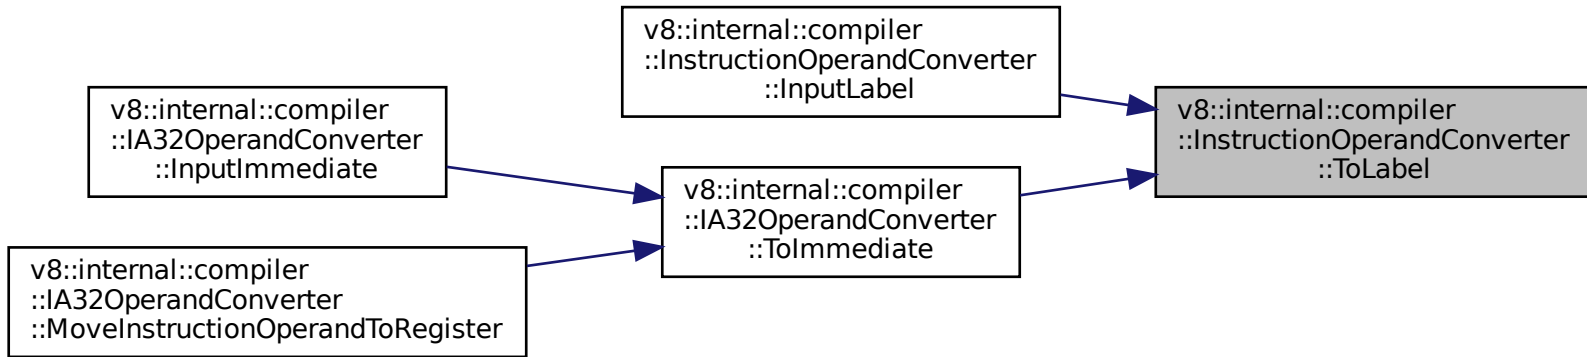 v8::internal::compiler
::InstructionOperandConverter
::InputLabel
v8::internal::compiler
::IA32OperandConverter
::InputImmediate
v8::internal::compiler
::InstructionOperandConverter
::ToLabel
v8::internal::compiler
::IA32OperandConverter
::ToImmediate
v8::internal::compiler
::IA32OperandConverter
::MoveInstructionOperandToRegister